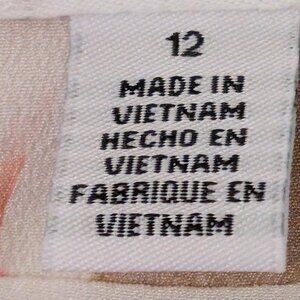 12
MADE IN
VIETNAM
HECHO EN
VIETNAM
FABRIQUE EN
VIETNAM